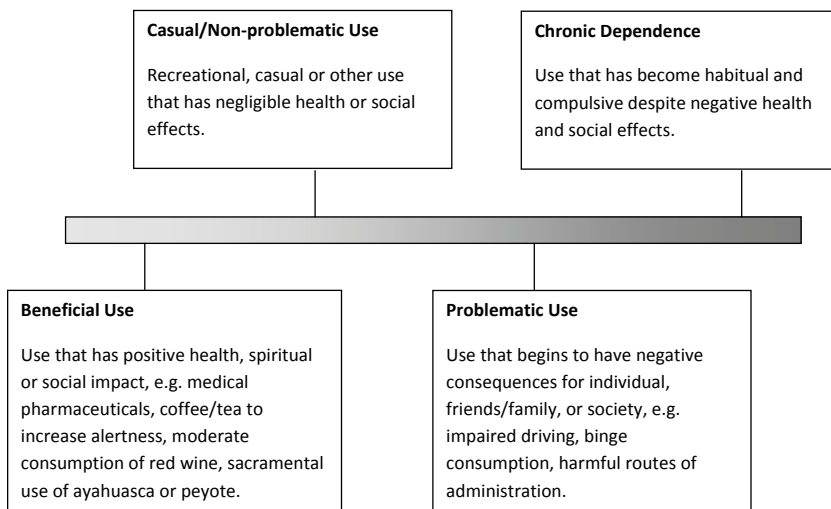 Casual/Non-problematic Use
Recreational, casual or other use
that has negligible health or social
effects.
Chronic Dependence
Use that has become habitual and
compulsive despite negative health
and social effects.
Beneficial Use
Use that has positive health, spiritual
or social impact, e.g. medical
pharmaceuticals, coffee/tea to
increase alertness, moderate
consumption of red wine, sacramental
use of ayahuasca or peyote.
Problematic Use
Use that begins to have negative
consequences for individual,
friends/family, or society, e.g.
impaired driving, binge
consumption, harmful routes of
administration.